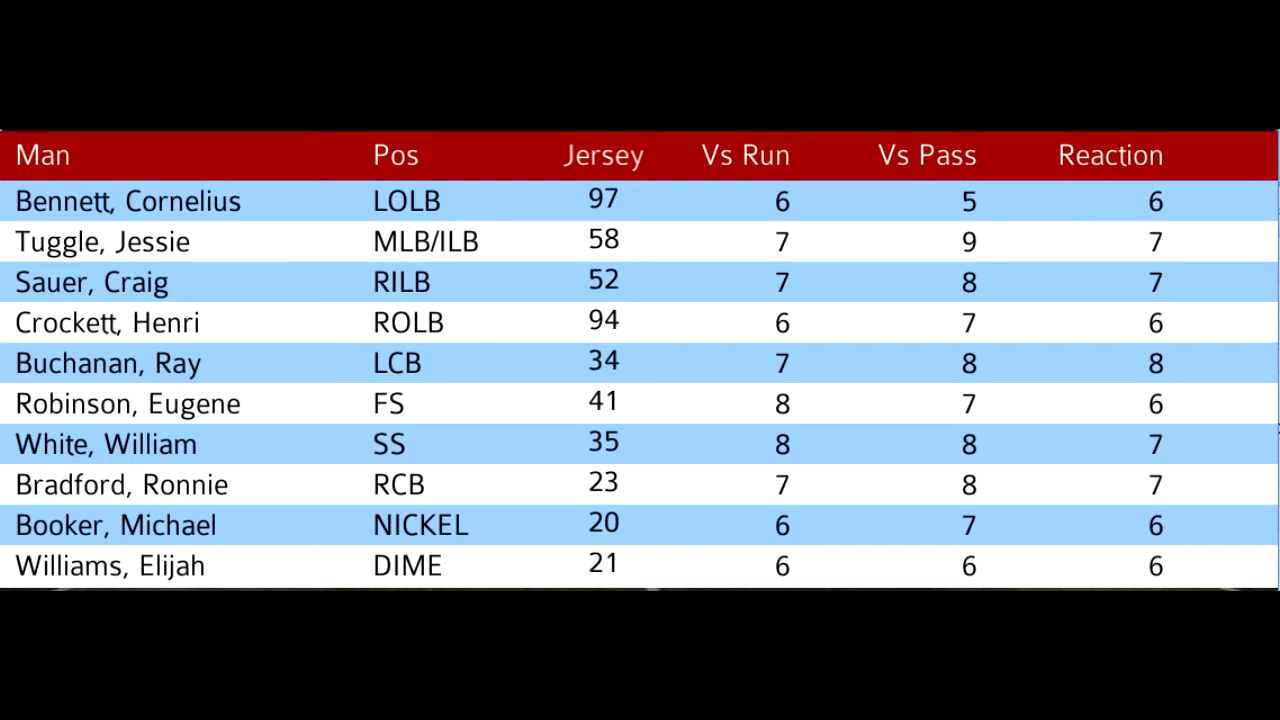 Man Pos Jersey Vs Run Vs Pass Reaction
Bennett, Cornelius LOLB 97 6 5 6
Tuggle, Jessie MLB/ILB 58 7 9 7
Sauer, Craig RILB 52 7 8 7
Crockett, Henri ROLB 94 6 7 6
Buchanan, Ray LCB 34 7 8 8
Robinson, Eugene FS 41 8 7 6
White, William SS 35 8 8 7
Bradford, Ronnie RCB 23 7 8 7
Booker, Michael NICKEL 20 6 7 6
Williams, Elijah DIME 21 6 6 6